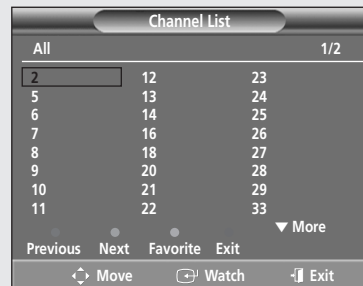 Channel List
All 1/2
2 12 23
5 13 24
6 14 25
7 16 26
8 18 27
9 20 28
10 21 29
11 22 33
▼ More
Previous Next Favorite Exit
Move Watch Exit